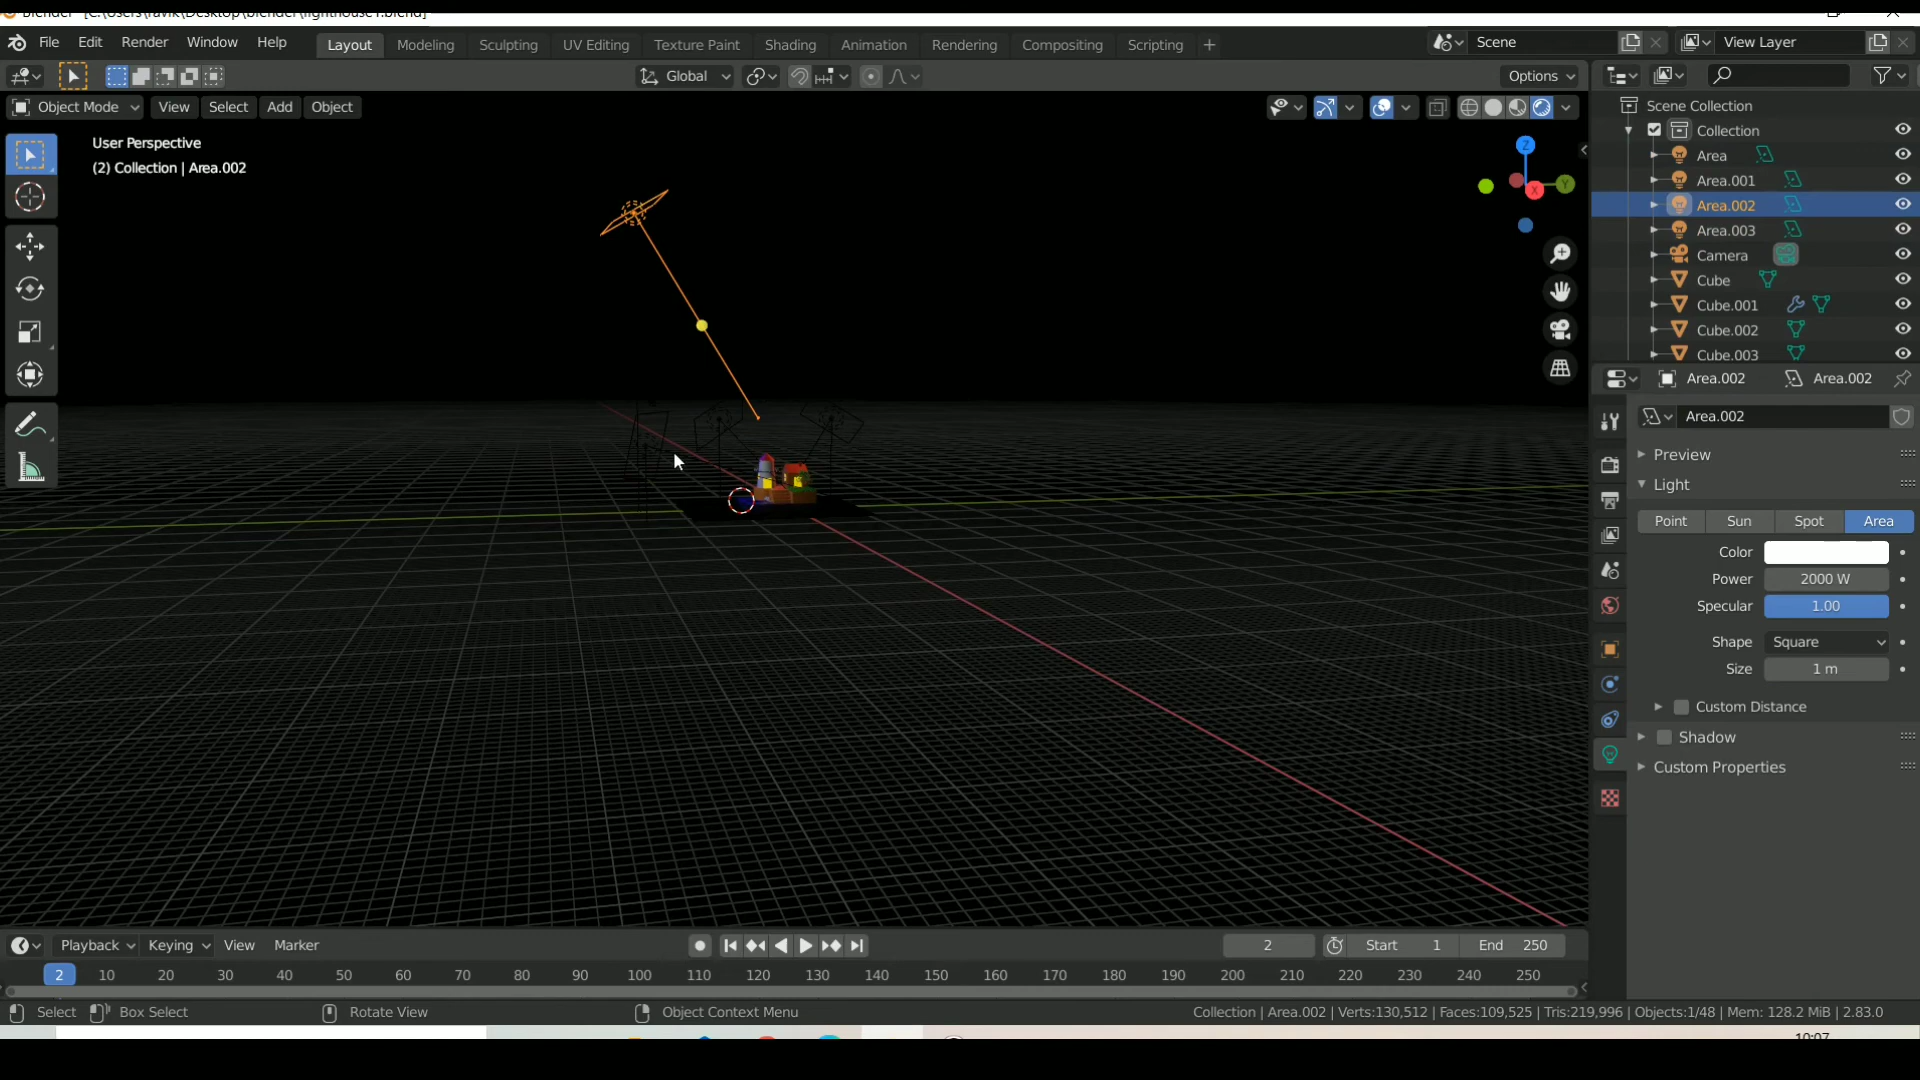 Blender [C:\Users\ravik\Desktop\blender\lighthouse1.blend]
File Edit Render Window Help Layout Modeling Sculpting UV Editing Texture Paint Shading Animation Rendering Compositing Scripting + Scene View Layer
Global Options
Object Mode View Select Add Object
User Perspective
(2) Collection | Area.002
Z
Y
X
Scene Collection
Collection
Area
Area.001
Area.002
Area.003
Camera
Cube
Cube.001
Cube.002
Cube.003
Area.002 Area.002
Area.002
Preview
Light
Point Sun Spot Area
Color
Power 2000 W
Specular 1.00
Shape Square
Size 1 m
Custom Distance
Shadow
Custom Properties
Playback Keying View Marker 2 Start 1 End 250
2 10 20 30 40 50 60 70 80 90 100 110 120 130 140 150 160 170 180 190 200 210 220 230 240 250
Select Box Select Rotate View Object Context Menu Collection | Area.002 | Verts:130,512 | Faces:109,525 | Tris:219,996 | Objects:1/48 | Mem: 128.2 MiB | 2.83.0
10:07